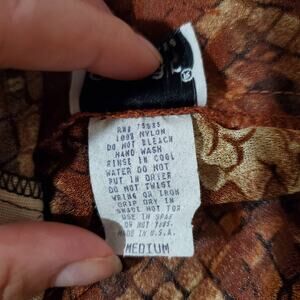 100% NYLON
DO NOT BLEACH
HAND WASH
RINSE IN COOL
WATER DO NOT
PUT IN DRYER
DO NOT TWIST
WRING OR IRON
DRIP DRY IN
SHADE NOT FOR
USE IN SPAS
OR HOT TUBS.
MADE IN U.S.A.
MEDIUM